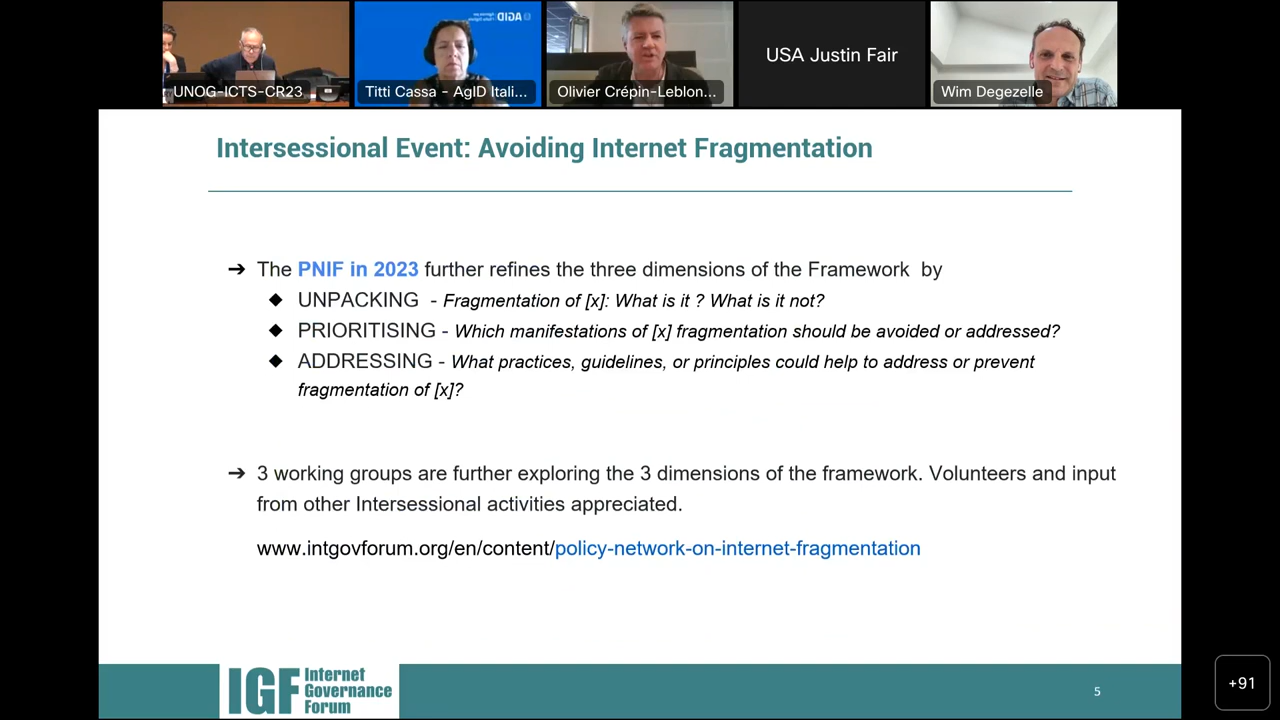 AGID
UNOG-ICTS-CR23
Titti Cassa - AgID Itali...
Olivier Crépin-Leblon...
USA Justin Fair
Wim Degezelle
Intersessional Event: Avoiding Internet Fragmentation
➔ The PNIF in 2023 further refines the three dimensions of the Framework by
◆ UNPACKING - Fragmentation of [x]: What is it ? What is it not?
◆ PRIORITISING - Which manifestations of [x] fragmentation should be avoided or addressed?
◆ ADDRESSING - What practices, guidelines, or principles could help to address or prevent
fragmentation of [x]?
➔ 3 working groups are further exploring the 3 dimensions of the framework. Volunteers and input
from other Intersessional activities appreciated.
www.intgovforum.org/en/content/policy-network-on-internet-fragmentation
IGF Internet
Governance
Forum
5
+91